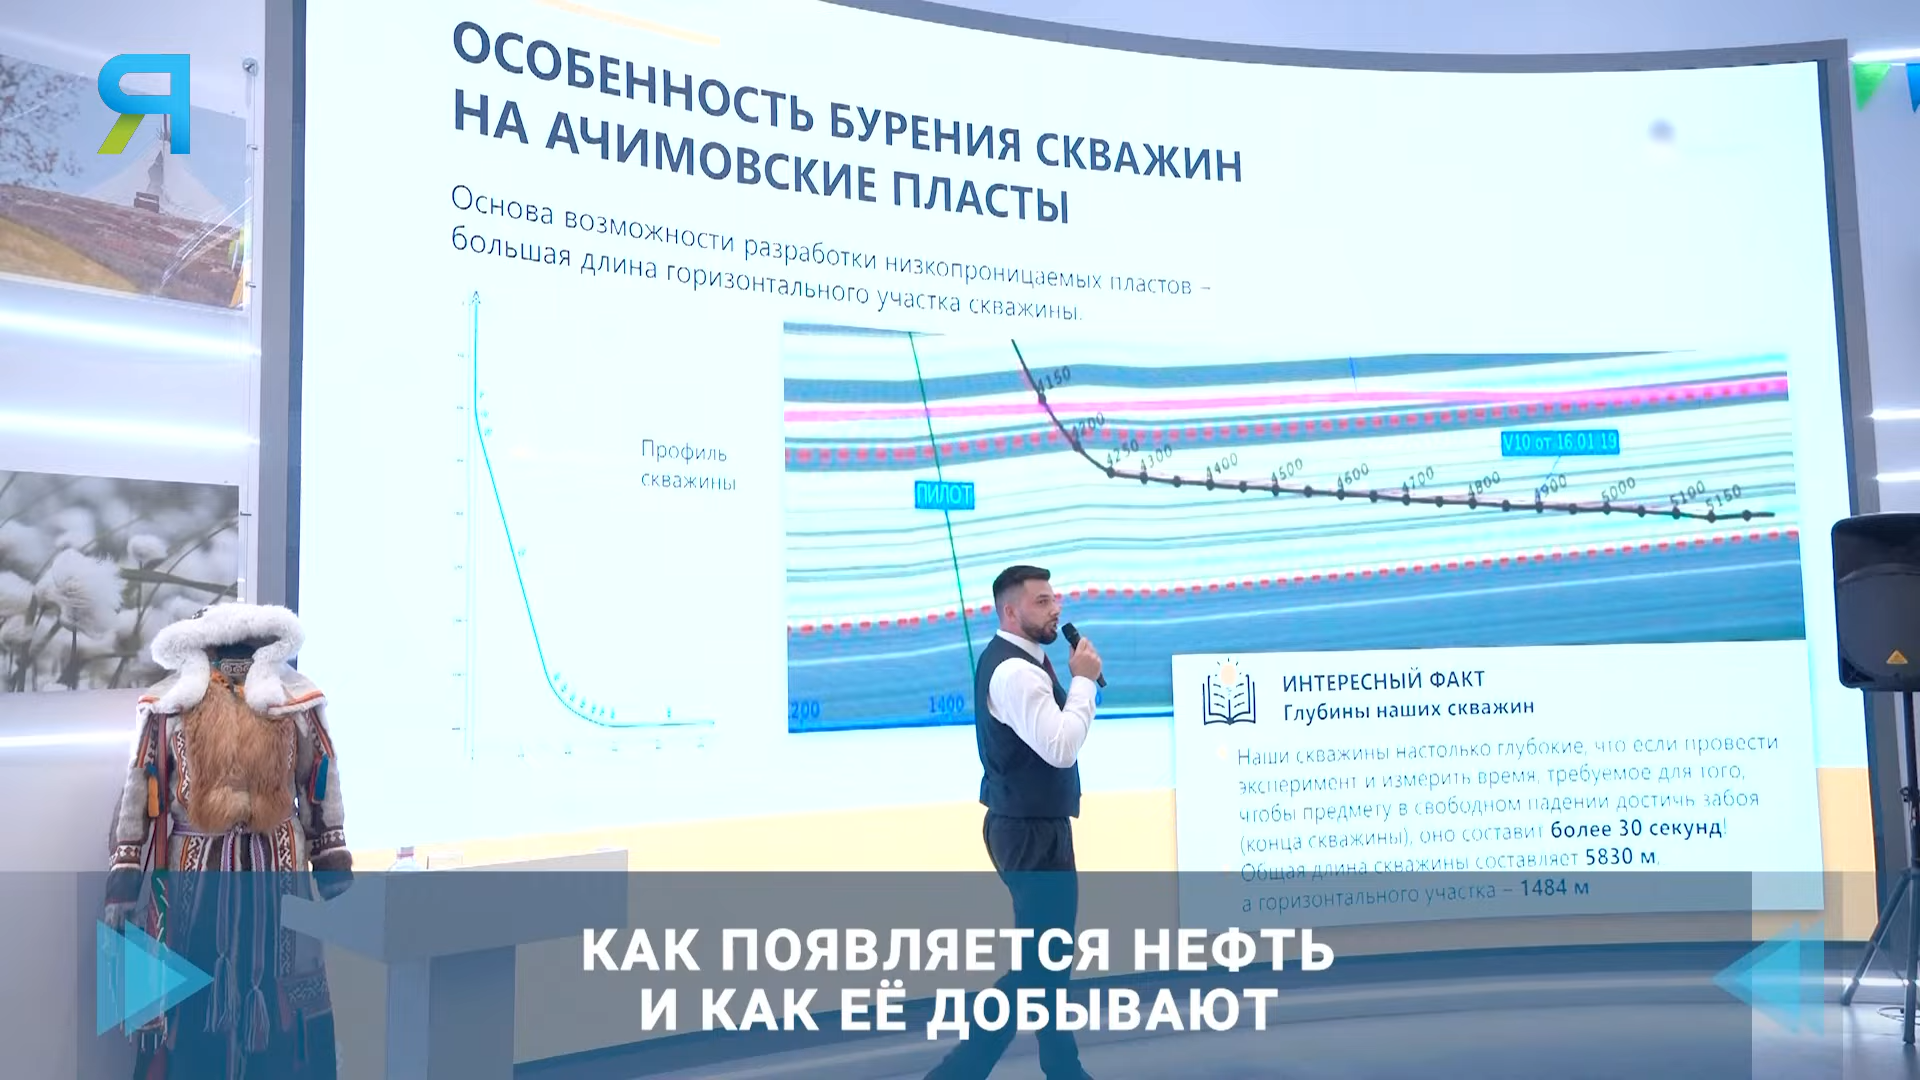 Я
ОСОБЕННОСТЬ БУРЕНИЯ СКВАЖИН
НА АЧИМОВСКИЕ ПЛАСТЫ
Основа возможности разработки низкопроницаемых пластов –
большая длина горизонтального участка скважины.
Профиль
скважины
4150
4200
4250
4300
4400
4500
4600
4700
4800
4900
5000
5100
5150
V10 от 16.01.19
ПИЛОТ
1400
ИНТЕРЕСНЫЙ ФАКТ
Глубины наших скважин
Наши скважины настолько глубокие, что если провести
эксперимент и измерить время, требуемое для того,
чтобы предмету в свободном падении достичь забоя
(конца скважины), оно составит более 30 секунд!
Общая длина скважины составляет 5830 м,
а горизонтального участка – 1484 м
КАК ПОЯВЛЯЕТСЯ НЕФТЬ
И КАК ЕЁ ДОБЫВАЮТ